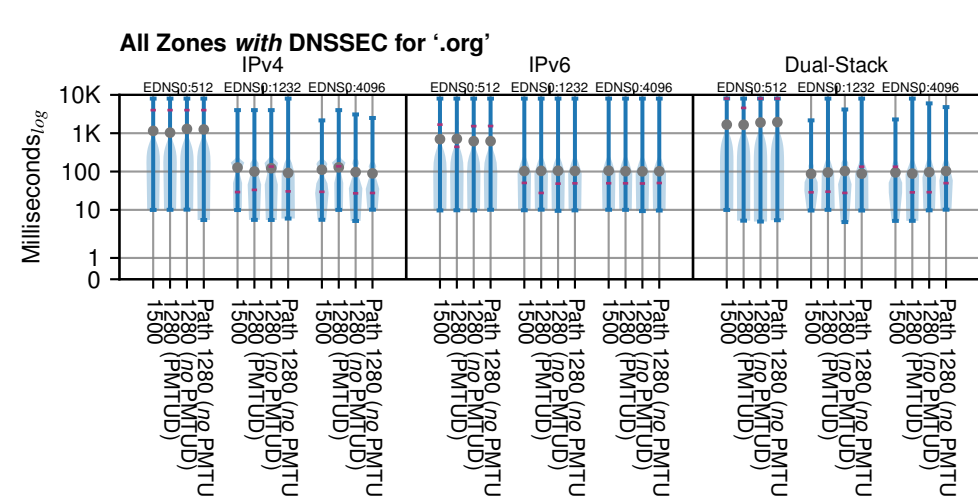 All Zones with DNSSEC for ‘.org’
IPv4 IPv6 Dual-Stack
EDNS0:512 EDNS0:1232 EDNS0:4096 EDNS0:512 EDNS0:1232 EDNS0:4096 EDNS0:512 EDNS0:1232 EDNS0:4096
Milliseconds log
10K
1K
100
10
1
0
1500
1280 (PMTUD)
1280 (no PMTUD)
Path 1280 (no PMTU
1500
1280 (PMTUD)
1280 (no PMTUD)
Path 1280 (no PMTU
1500
1280 (PMTUD)
1280 (no PMTUD)
Path 1280 (no PMTU
1500
1280 (PMTUD)
1280 (no PMTUD)
Path 1280 (no PMTU
1500
1280 (PMTUD)
1280 (no PMTUD)
Path 1280 (no PMTU
1500
1280 (PMTUD)
1280 (no PMTUD)
Path 1280 (no PMTU
1500
1280 (PMTUD)
1280 (no PMTUD)
Path 1280 (no PMTU
1500
1280 (PMTUD)
1280 (no PMTUD)
Path 1280 (no PMTU
1500
1280 (PMTUD)
1280 (no PMTUD)
Path 1280 (no PMTU